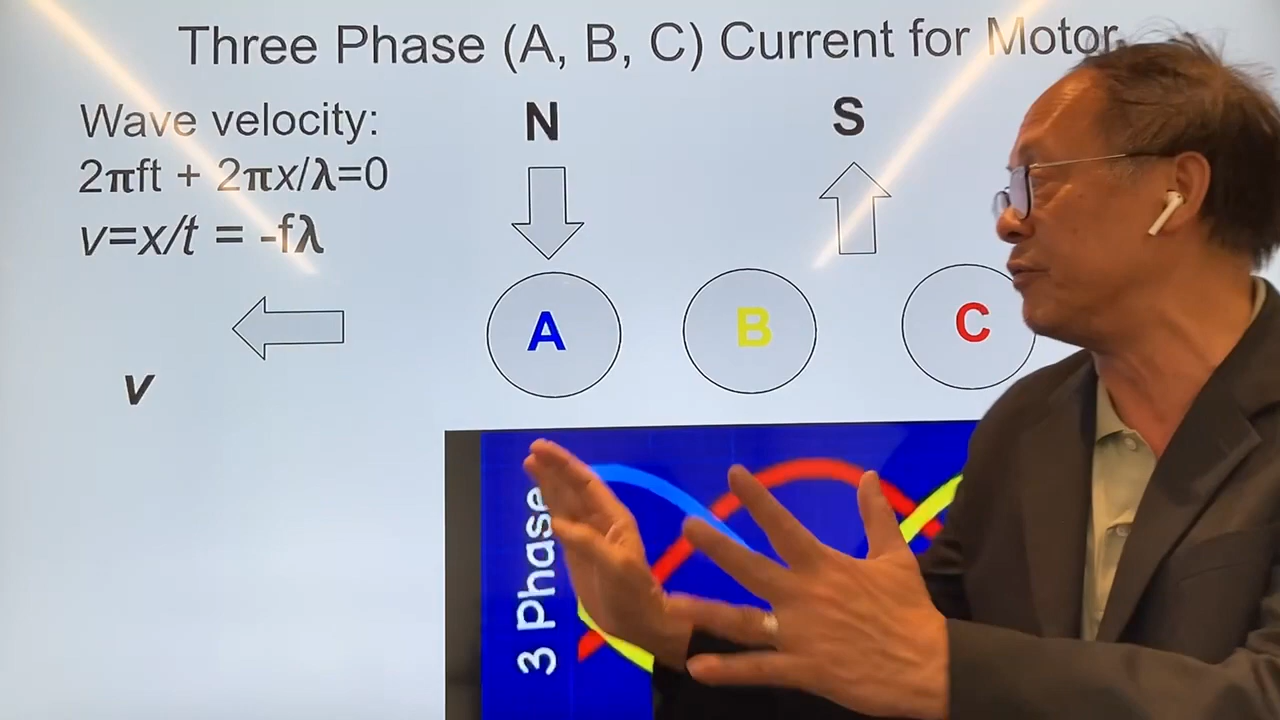 Three Phase (A, B, C) Current for Motor
Wave velocity:
2πft + 2πx/λ=0
v=x/t = -fλ
v
N
S
A
B
C
3 Phase